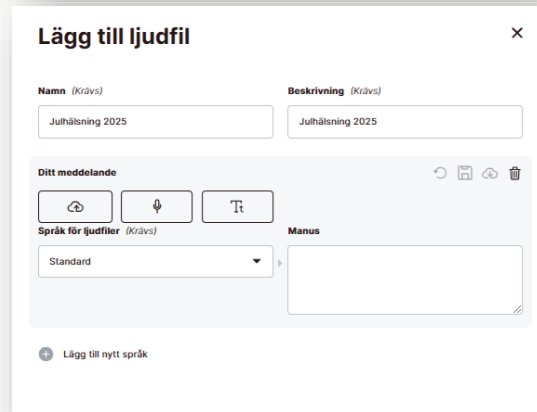 Lägg till ljudfil
Namn (Krävs)
Beskrivning (Krävs)
Julhälsning 2025
Julhälsning 2025
Ditt meddelande
Tt
Språk för ljudfiler (Krävs)
Manus
Standard
Lägg till nytt språk